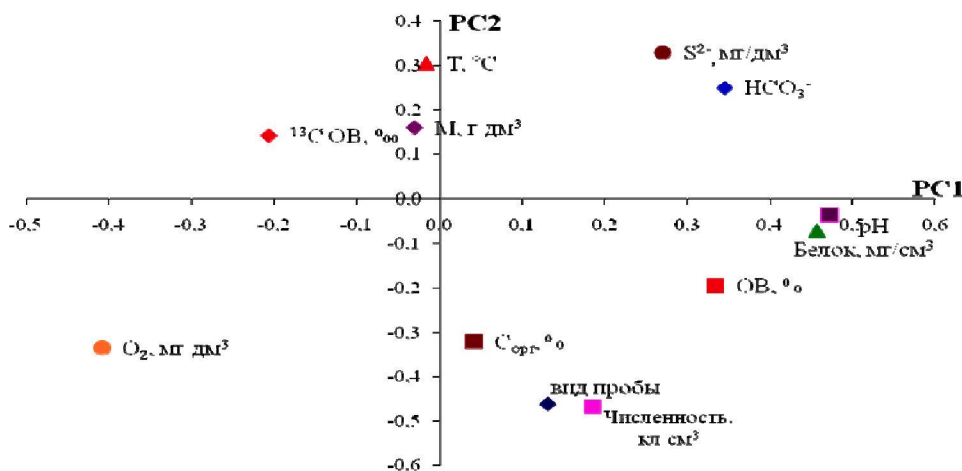 0.4
PC2
0.3
T, °C
S²⁻, мг/дм³
HCO₃⁻
0.2
¹³C ОВ, ‰
М, г дм³
0.1
0.0
PC1
-0.5
-0.4
-0.3
-0.2
-0.1
0.0
0.1
0.2
0.3
0.4
0.5
0.6
pH
-0.1
Белок, мг/см³
-0.2
ОВ, %
-0.3
O₂, мг дм³
Cорг, %
-0.4
вид пробы
-0.5
Численность,
кл см³
-0.6